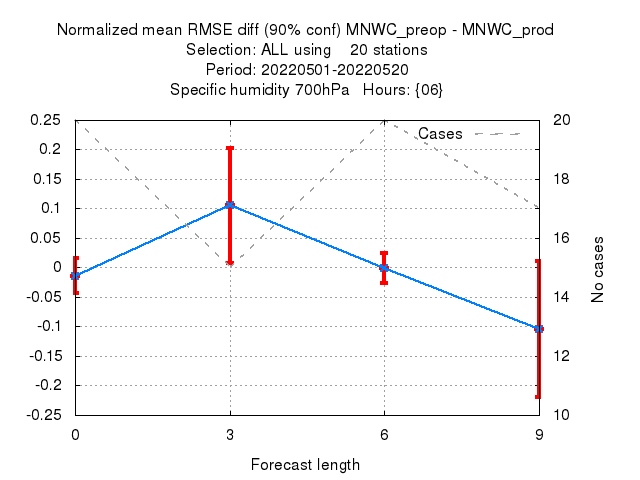 Normalized mean RMSE diff (90% conf) MNWC_preop - MNWC_prod
Selection: ALL using    20 stations
Period: 20220501-20220520
Specific humidity 700hPa   Hours: {06}
0.25
0.2
0.15
0.1
0.05
0
-0.05
-0.1
-0.15
-0.2
-0.25
Cases
20
18
16
14
12
10
No cases
0 3 6 9
Forecast length